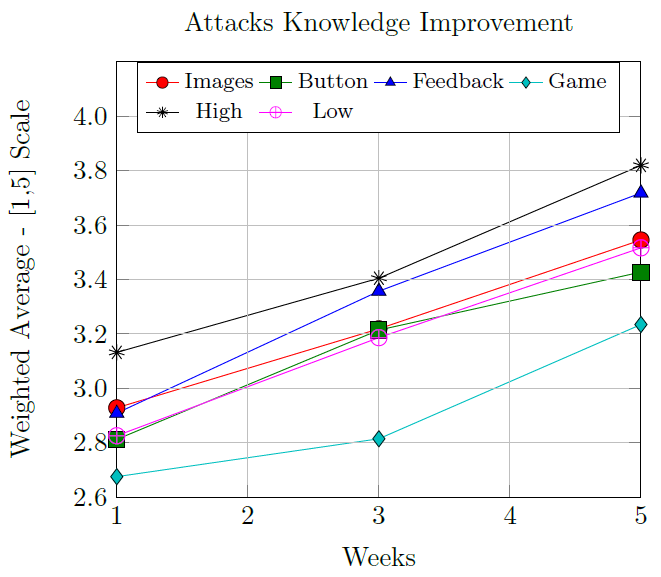 Attacks Knowledge Improvement
Images Button Feedback Game
High Low
4.0
3.8
3.6
3.4
3.2
3.0
2.8
2.6
1 2 3 4 5
Weeks
Weighted Average - [1,5] Scale